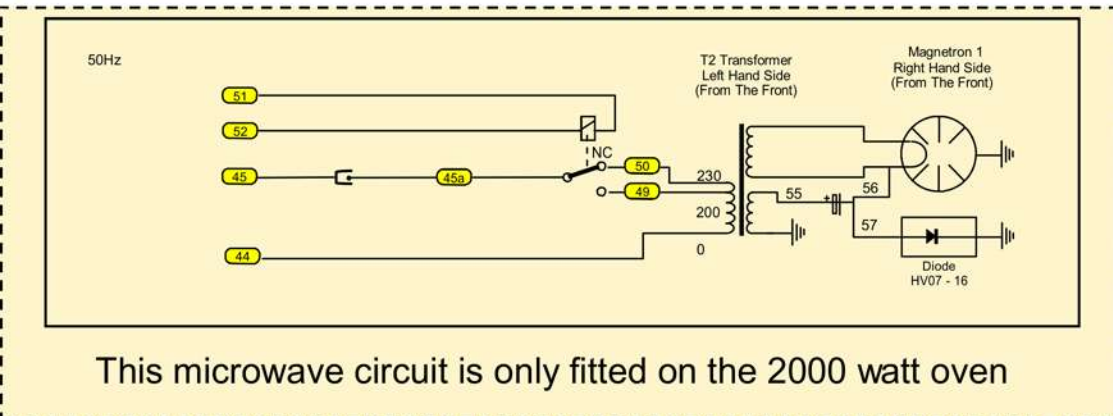 50Hz
T2 Transformer
Left Hand Side
(From The Front)
Magnetron 1
Right Hand Side
(From The Front)
51
52
NC
45
45a
50
49
230
200
0
44
55
+
56
57
Diode
HV07 - 16
This microwave circuit is only fitted on the 2000 watt oven